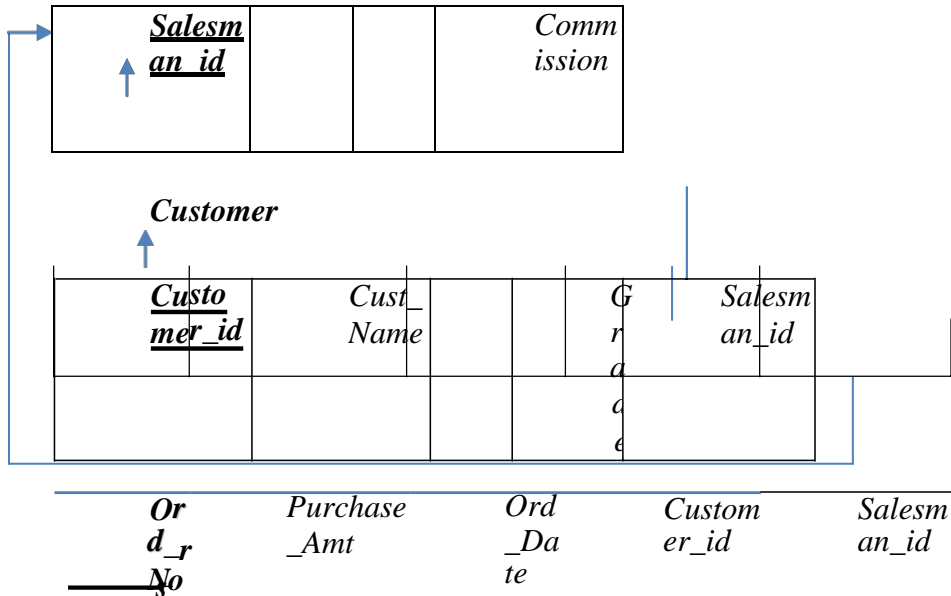 Salesm
an_id
Comm
ission
Customer
Custo
mer_id
Cust_
Name
G
r
a
d
e
Salesm
an_id
Or
d_r
No
Purchase
_Amt
Ord
_Da
te
Custom
er_id
Salesm
an_id